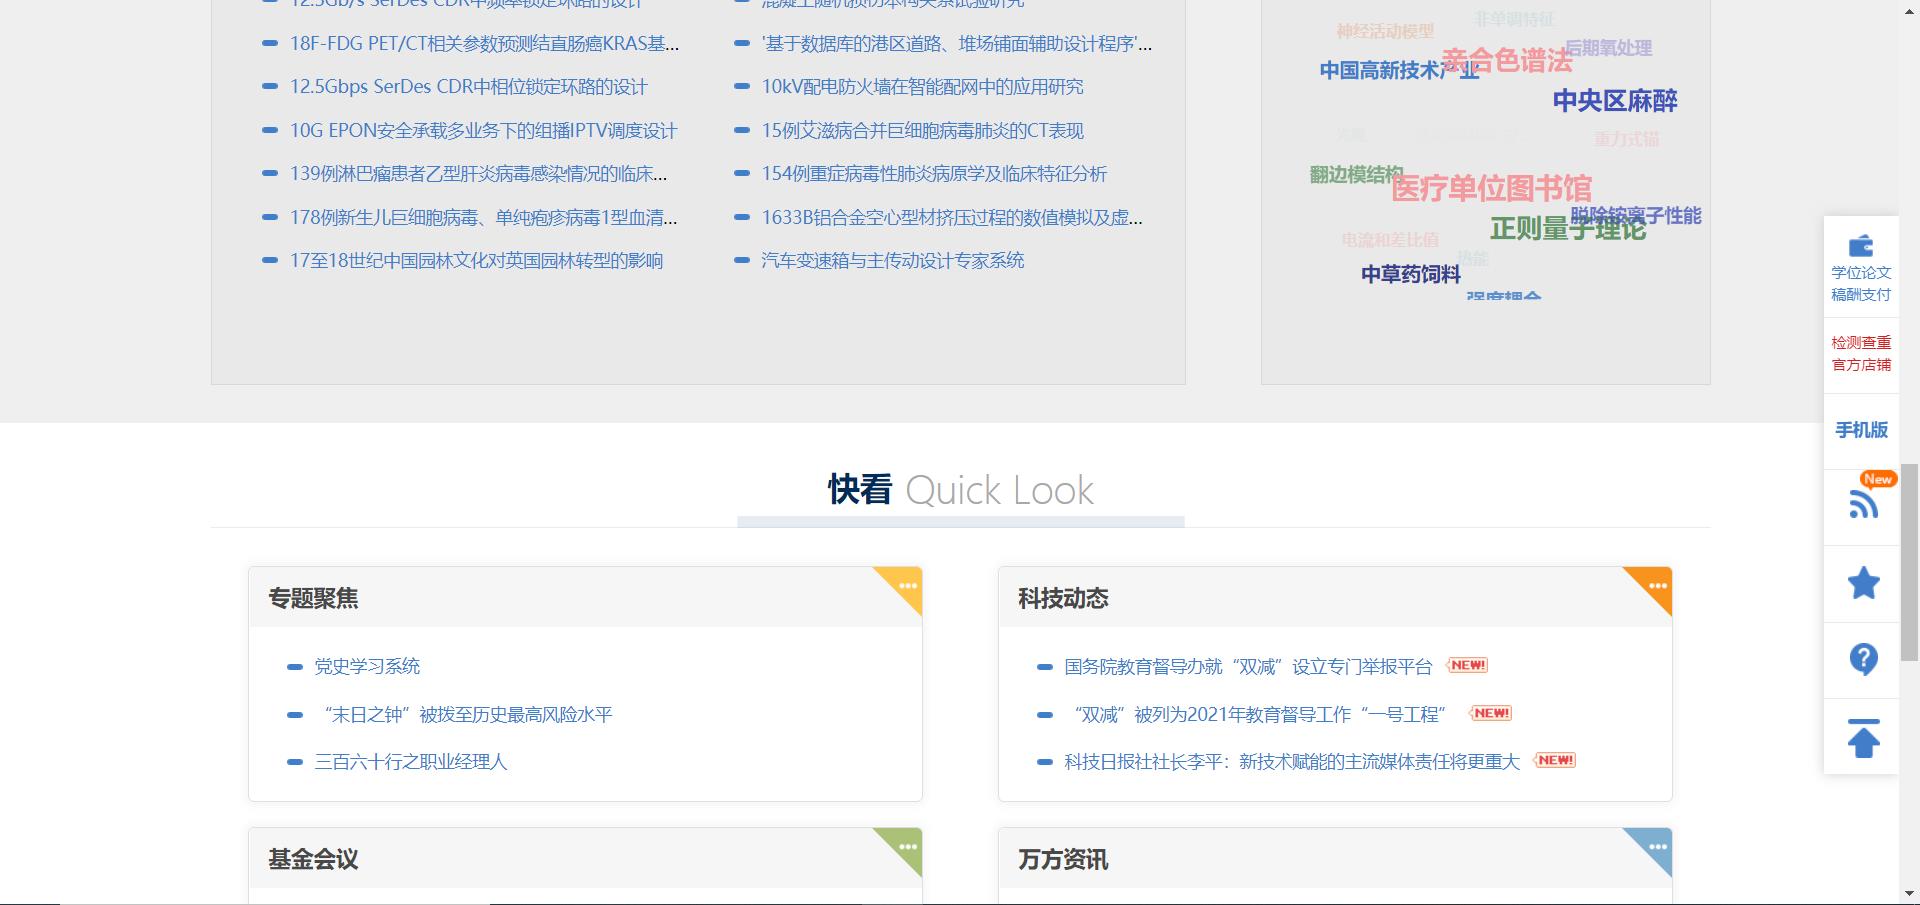 12.5Gb/s SerDes CDR中频率锁定环路的设计
混凝土随机损伤本构关系试验研究
18F-FDG PET/CT相关参数预测结直肠癌KRAS基...
'基于数据库的港区道路、堆场铺面辅助设计程序'...
12.5Gbps SerDes CDR中相位锁定环路的设计
10kV配电防火墙在智能配网中的应用研究
10G EPON安全承载多业务下的组播IPTV调度设计
15例艾滋病合并巨细胞病毒肺炎的CT表现
139例淋巴瘤患者乙型肝炎病毒感染情况的临床...
154例重症病毒性肺炎病原学及临床特征分析
178例新生儿巨细胞病毒、单纯疱疹病毒1型血清...
1633B铝合金空心型材挤压过程的数值模拟及虚...
17至18世纪中国园林文化对英国园林转型的影响
汽车变速箱与主传动设计专家系统
非单调特征
神经活动模型
后期氧处理
亲合色谱法
中国高新技术产业
中央区麻醉
重力式锚
翻边模结构
医疗单位图书馆
脱除铵离子性能
正则量子理论
电流和差比值
热能
中草药饲料
强度耦合
学位论文
稿酬支付
检测查重
官方店铺
手机版
New
快看 Quick Look
专题聚焦
党史学习系统
“末日之钟”被拨至历史最高风险水平
三百六十行之职业经理人
科技动态
国务院教育督导办就“双减”设立专门举报平台 NEW!
“双减”被列为2021年教育督导工作“一号工程” NEW!
科技日报社社长李平：新技术赋能的主流媒体责任将更重大 NEW!
基金会议
万方资讯